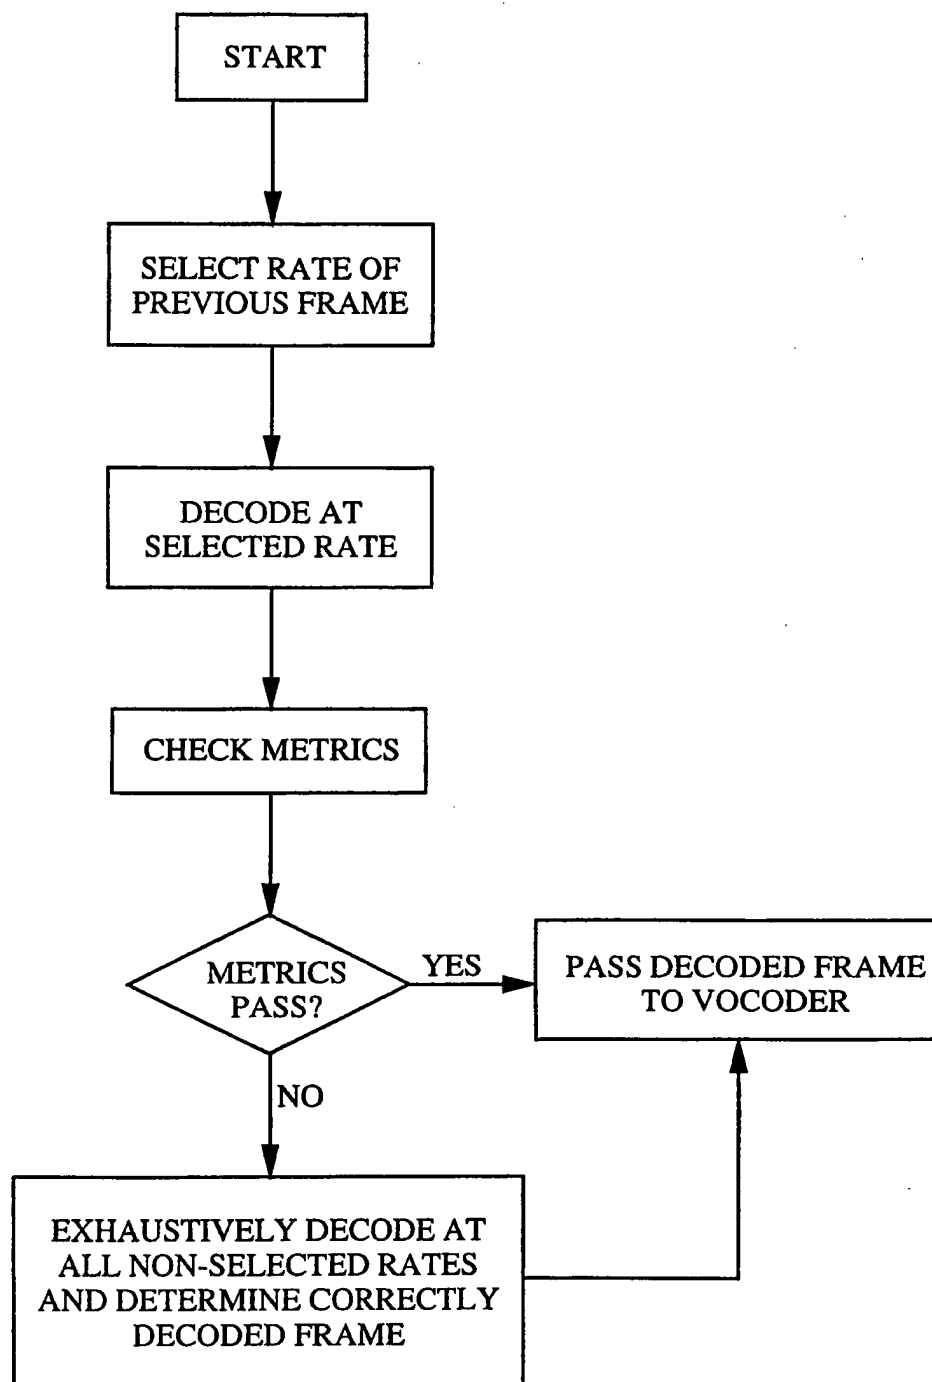 START
SELECT RATE OF
PREVIOUS FRAME
DECODE AT
SELECTED RATE
CHECK METRICS
METRICS
PASS?
YES
PASS DECODED FRAME
TO VOCODER
NO
EXHAUSTIVELY DECODE AT
ALL NON-SELECTED RATES
AND DETERMINE CORRECTLY
DECODED FRAME